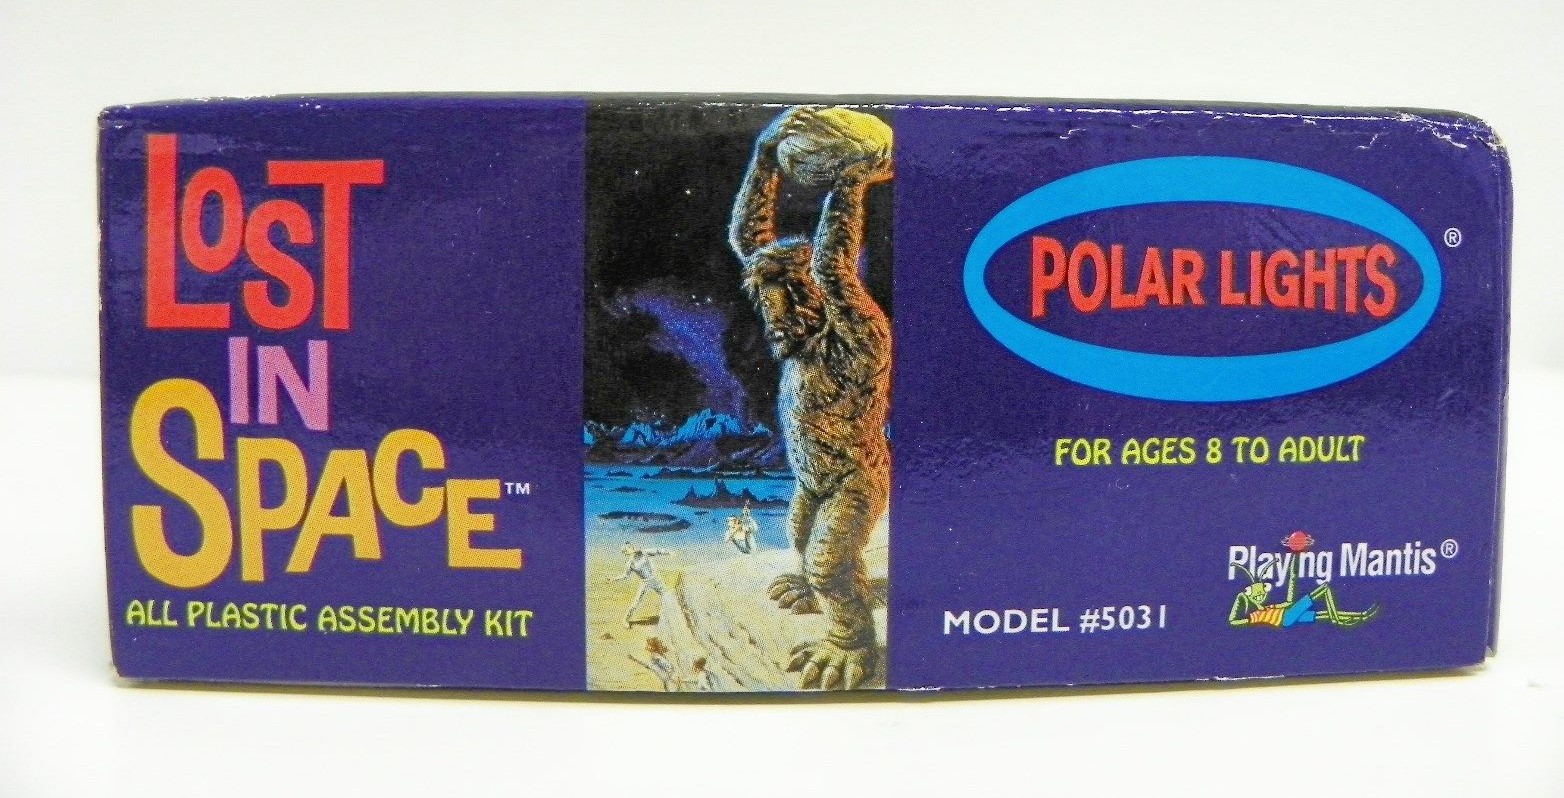 LOST
IN
SPACE™
ALL PLASTIC ASSEMBLY KIT
POLAR LIGHTS®
FOR AGES 8 TO ADULT
Playing Mantis®
MODEL #5031